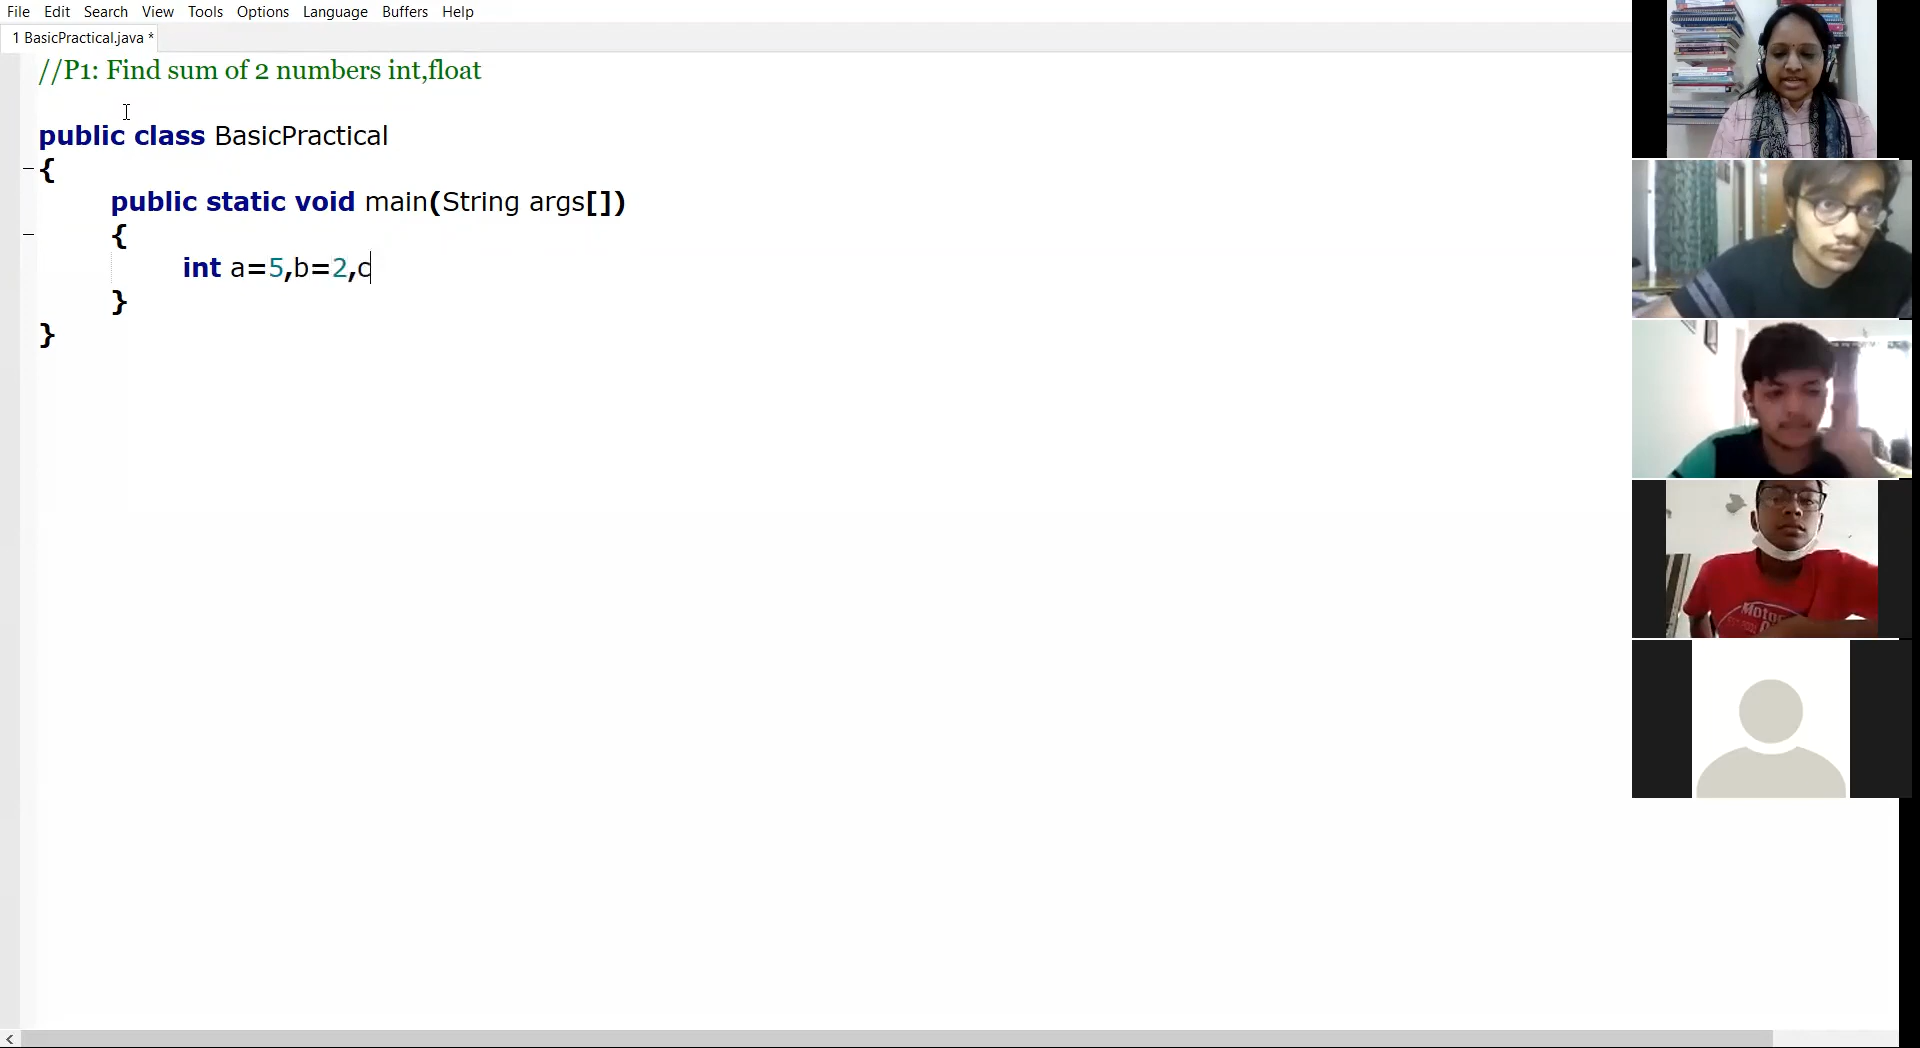 File Edit Search View Tools Options Language Buffers Help
1 BasicPractical.java *
//P1: Find sum of 2 numbers int,float
public class BasicPractical
{
public static void main(String args[])
{
int a=5,b=2,c
}
}